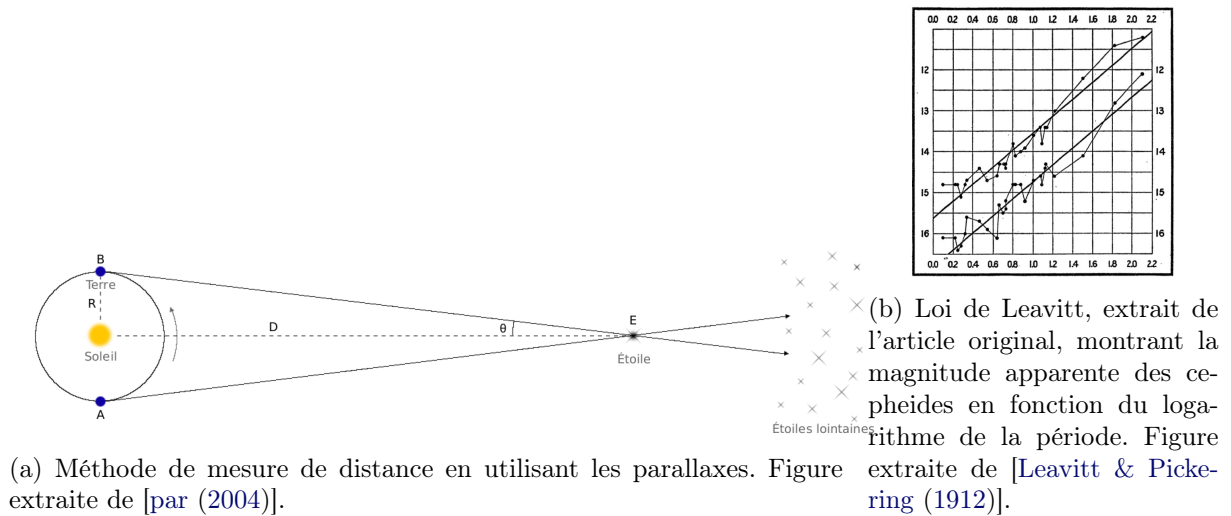 B
Terre
R
D
θ
E
Soleil
Étoile
A
Étoiles lointaines
(a) Méthode de mesure de distance en utilisant les parallaxes. Figure
extraite de [par (2004)].
0.0 0.2 0.4 0.6 0.8 1.0 1.2 1.4 1.6 1.8 2.0 2.2
12 12
13 13
14 14
15 15
16 16
0.0 0.2 0.4 0.6 0.8 1.0 1.2 1.4 1.6 1.8 2.0 2.2
(b) Loi de Leavitt, extrait de
l'article original, montrant la
magnitude apparente des ce-
pheides en fonction du loga-
rithme de la période. Figure
extraite de [Leavitt & Picke-
ring (1912)].